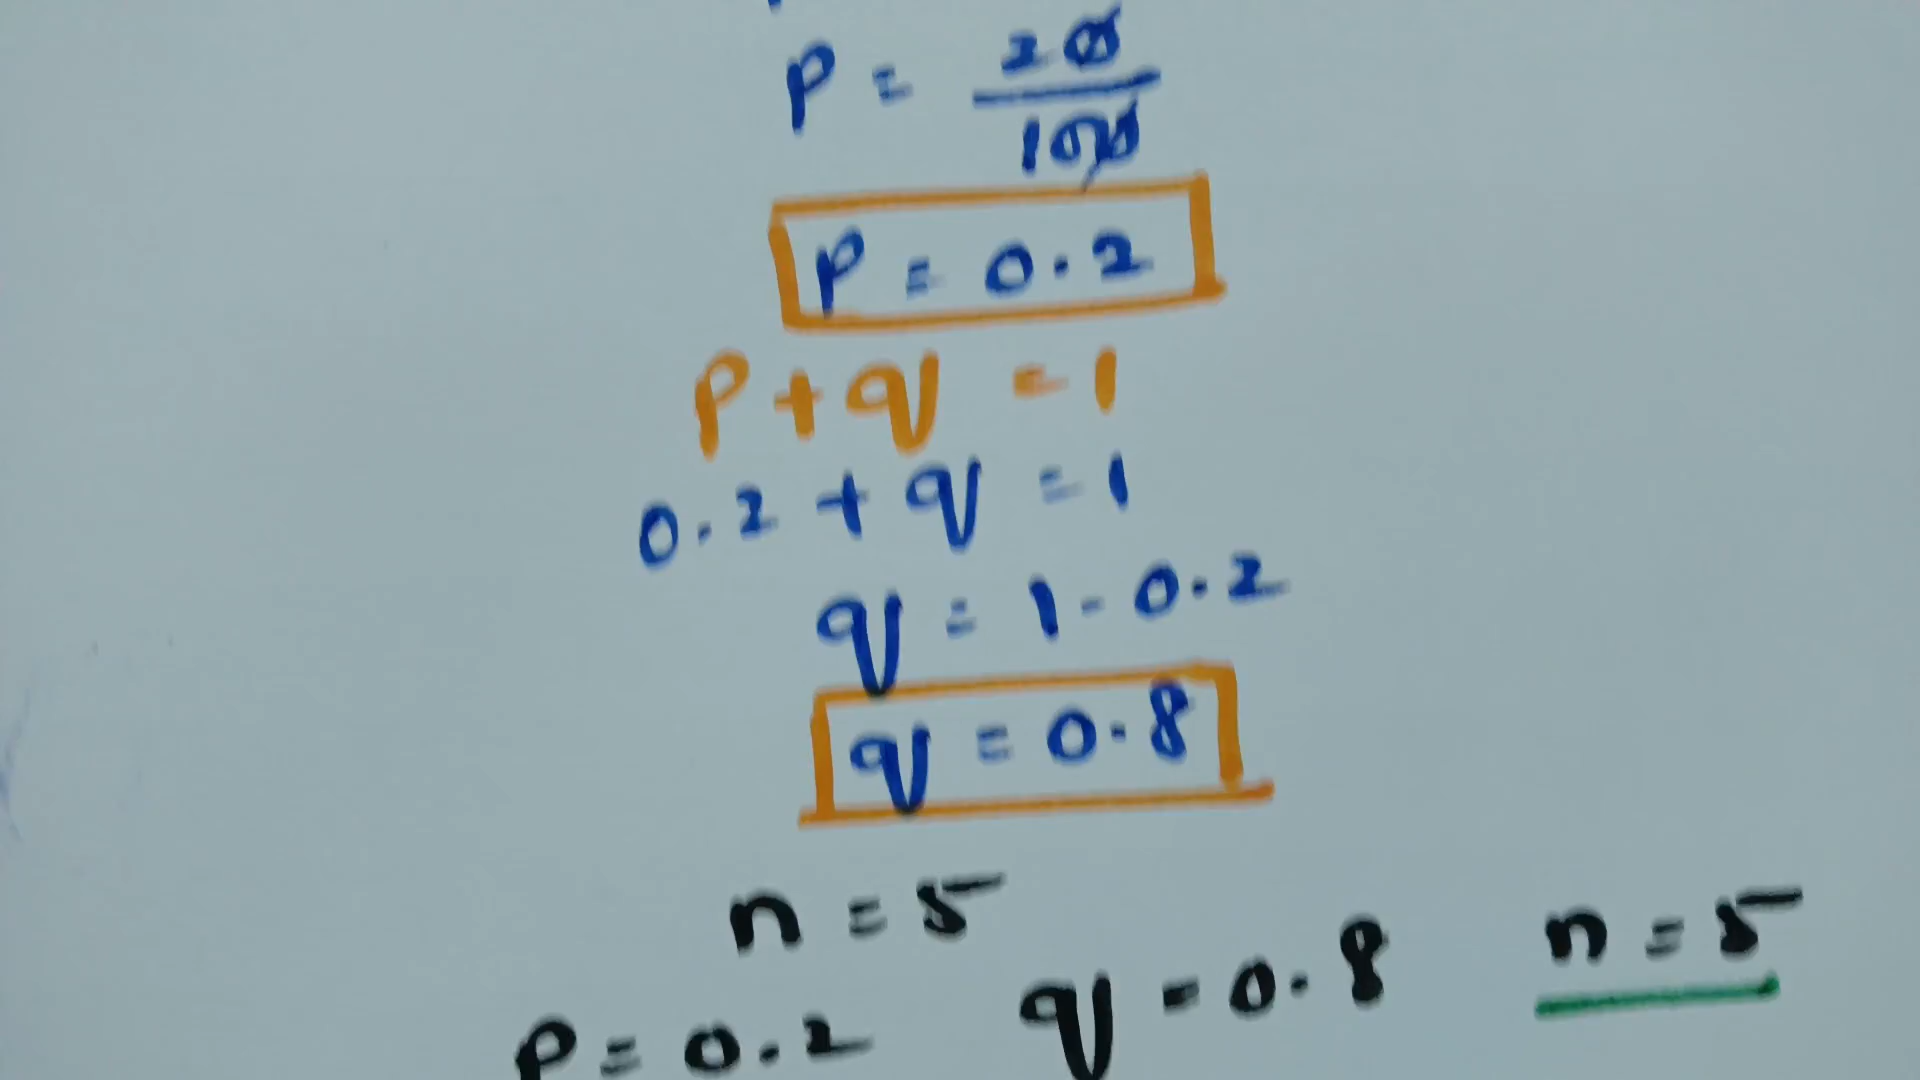 P = 20/100
P = 0.2
P + q = 1
0.2 + q = 1
q = 1 - 0.2
q = 0.8
n = 5
P = 0.2 q = 0.8 n = 5